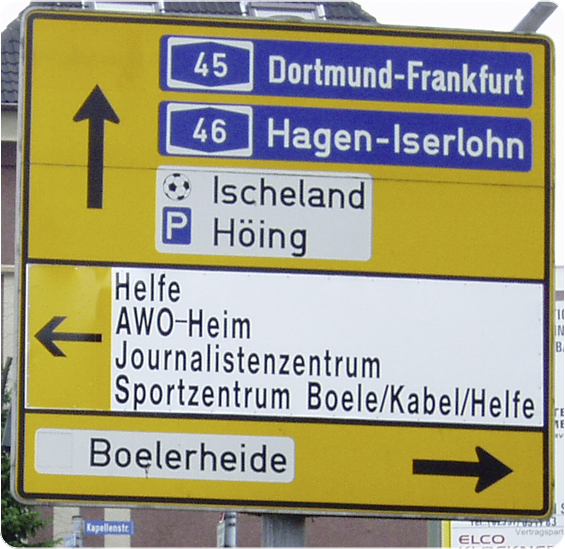 45 Dortmund-Frankfurt
46 Hagen-Iserlohn
Ischeland
P Höing
Helfe
AWO-Heim
Journalistenzentrum
Sportzentrum Boele/Kabel/Helfe
Boelerheide
Kapellenstr.
Vertragspart
ELCO